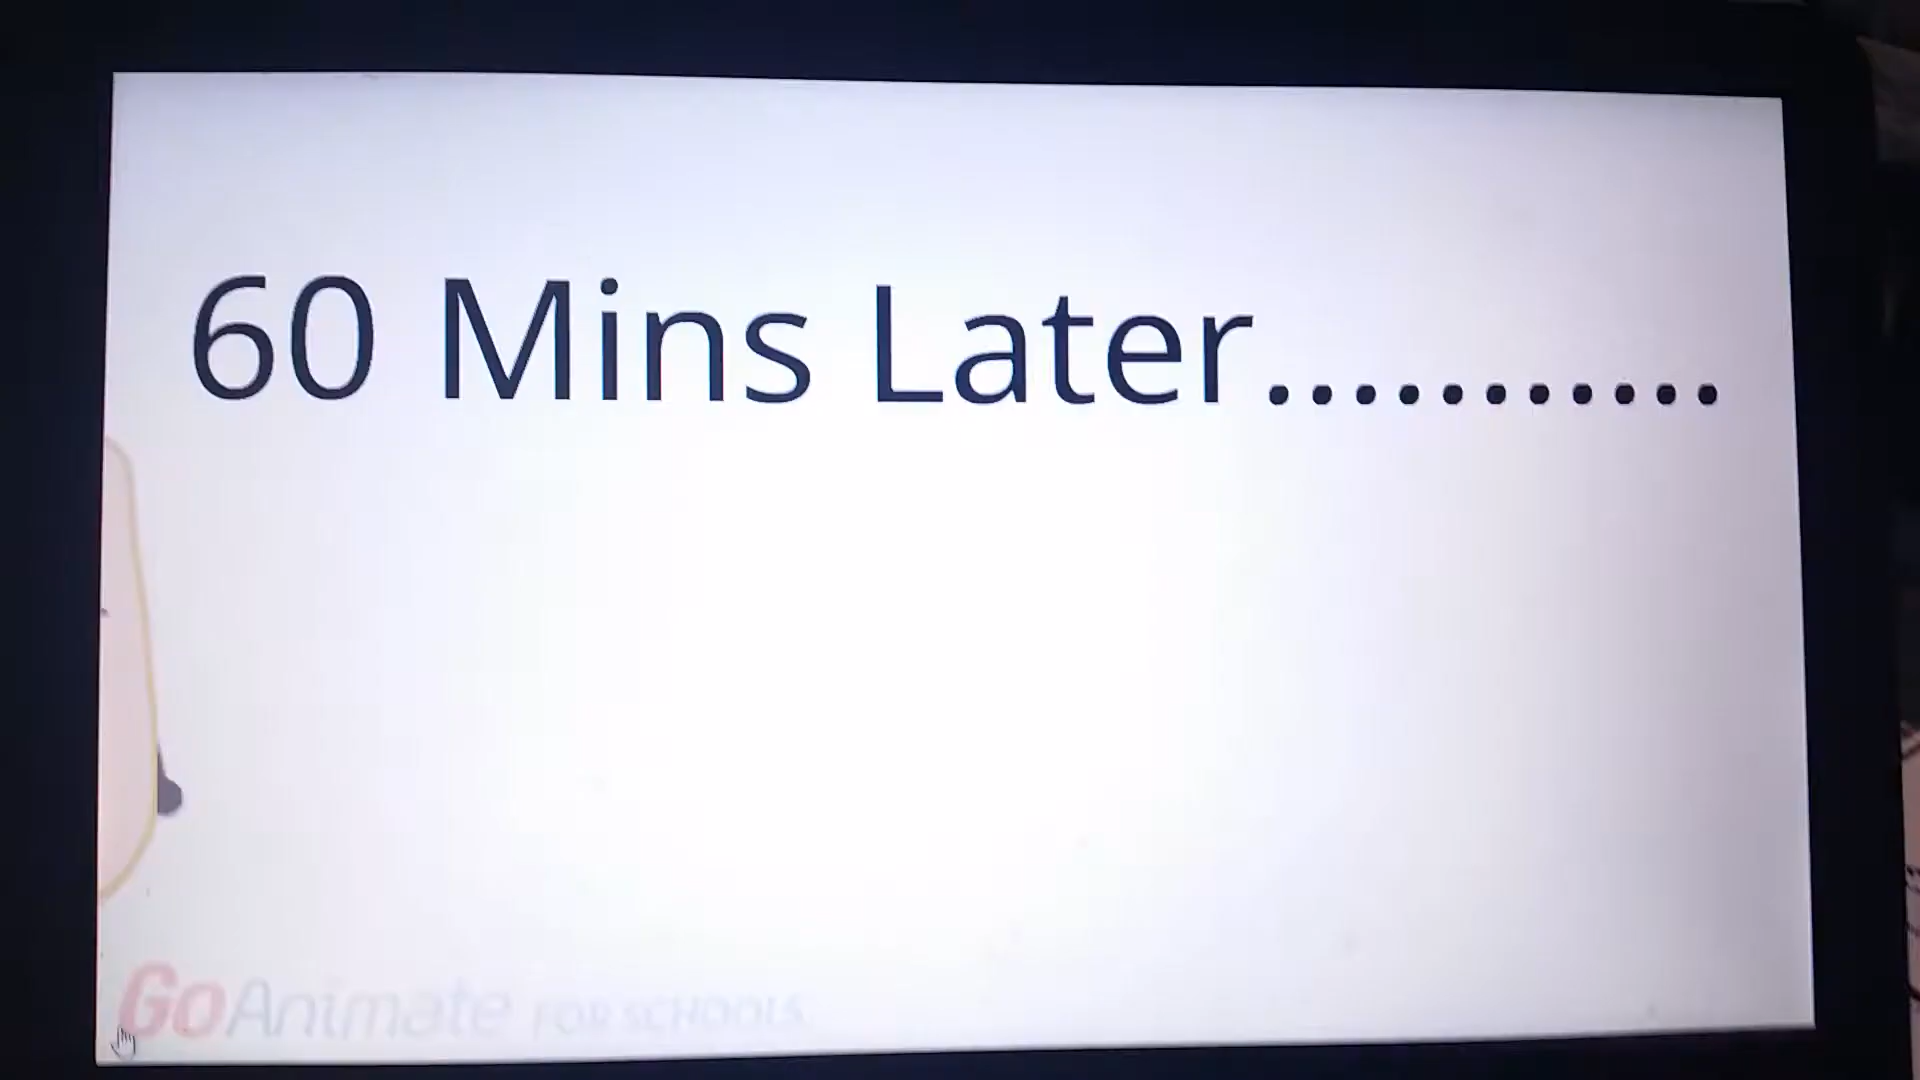 60 Mins Later...........
GoAnimate FOR SCHOOLS